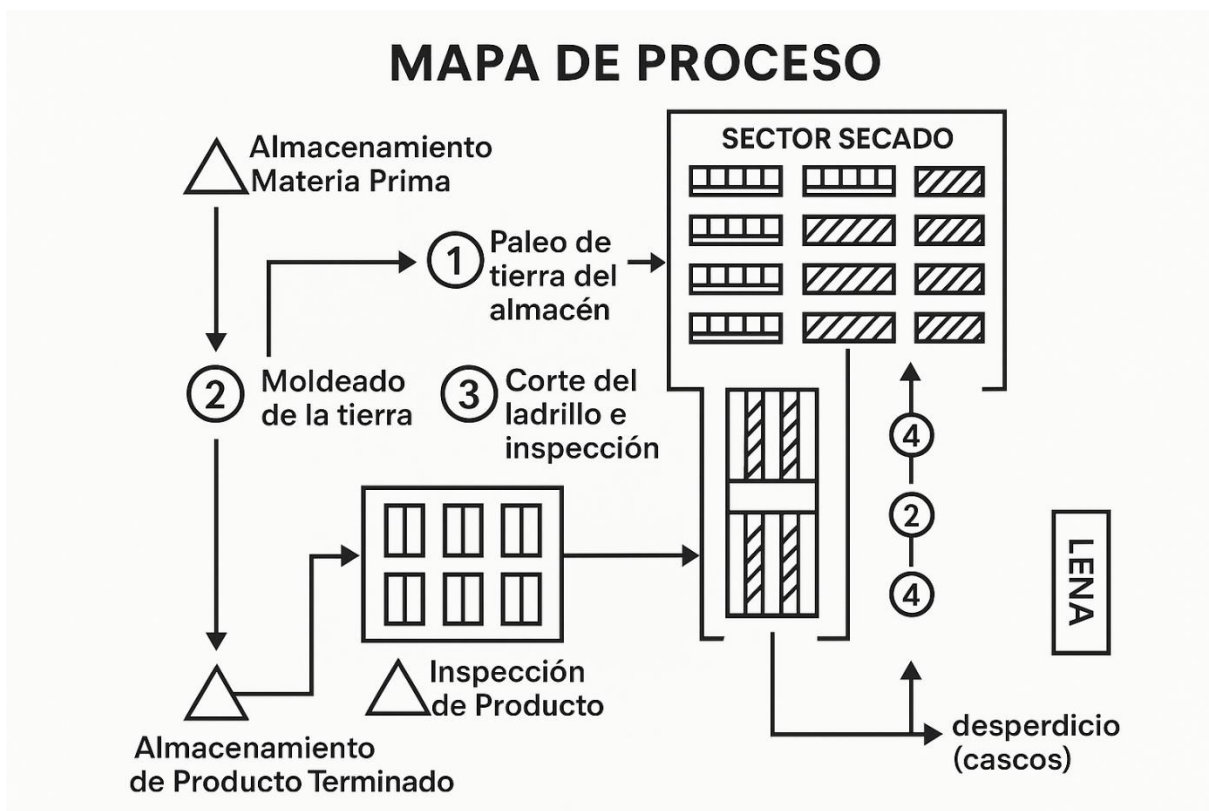 MAPA DE PROCESO
Almacenamiento
Materia Prima
SECTOR SECADO
1
Paleo de
tierra del
almacén
2
Moldeado
de la tierra
3
Corte del
ladrillo e
inspección
4
2
4
LENA
Inspección
de Producto
Almacenamiento
de Producto Terminado
desperdicio
(cascos)